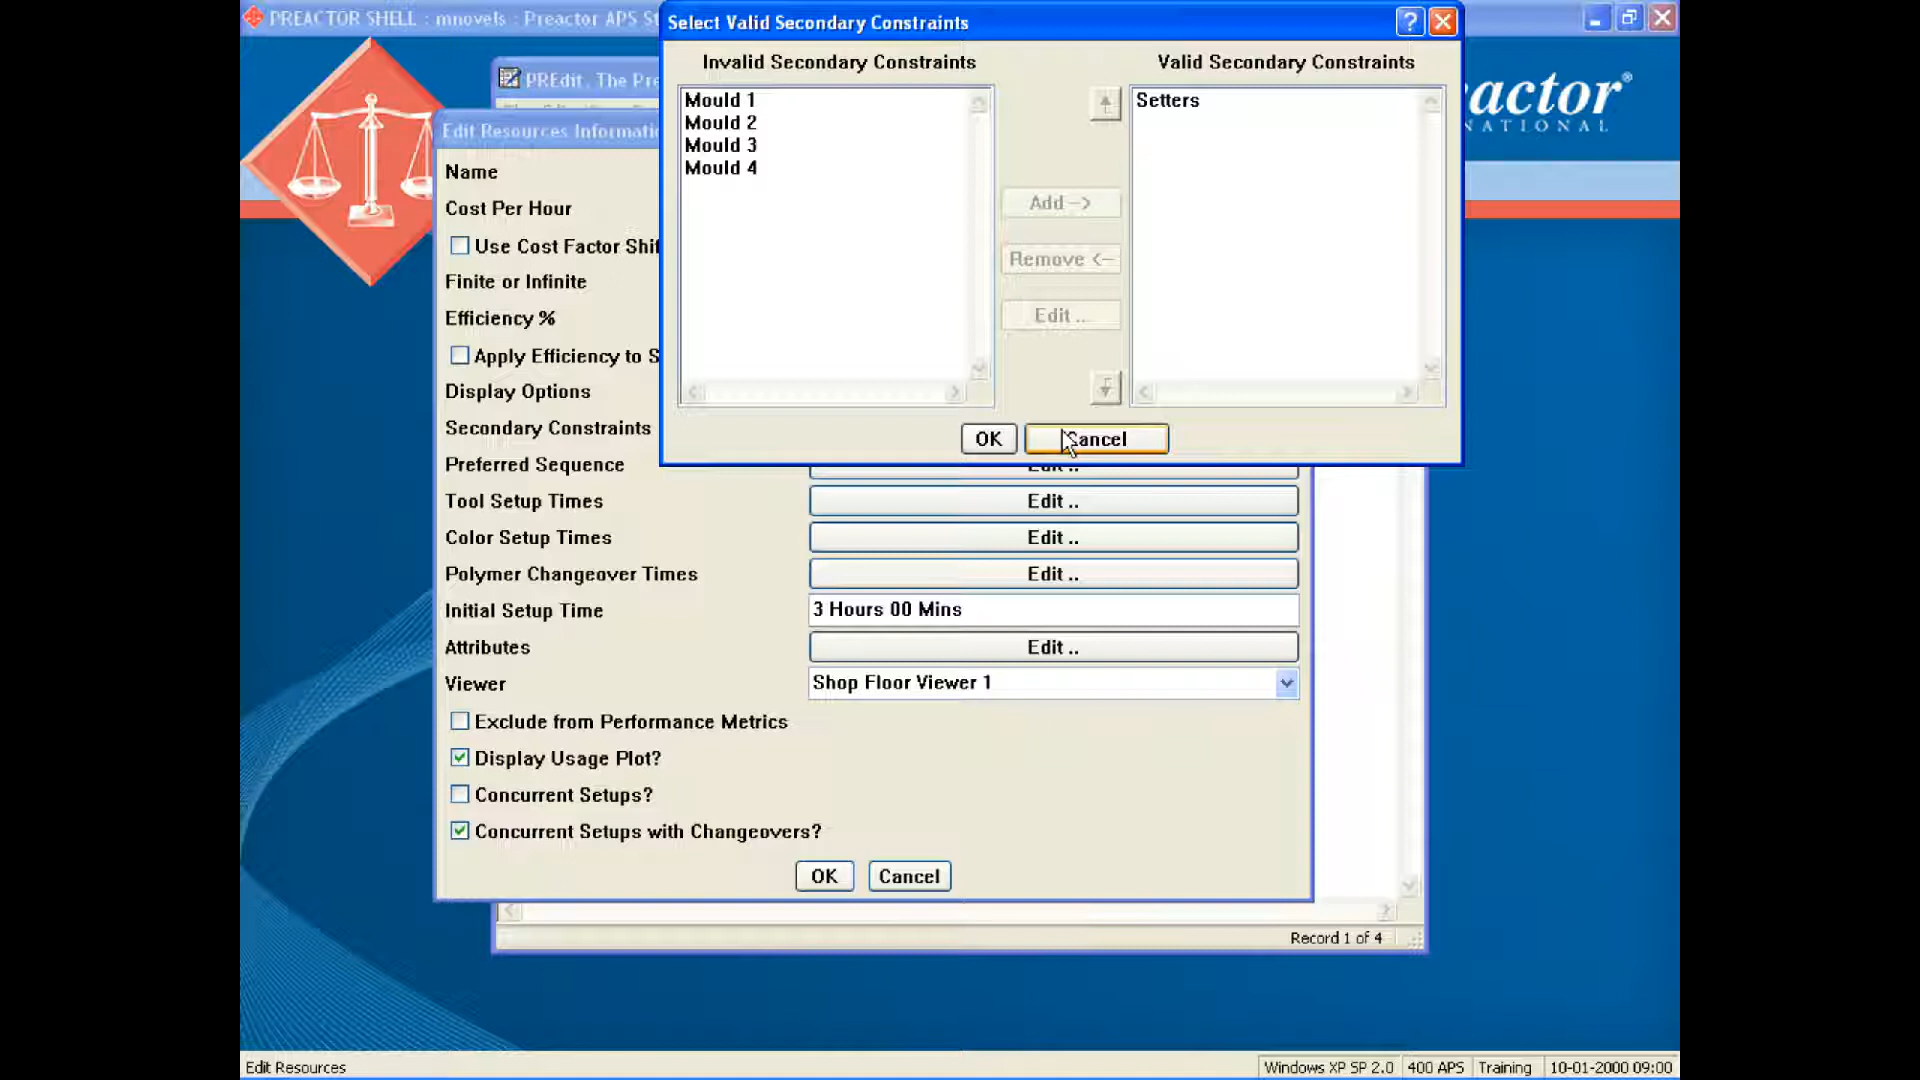 PREACTOR SHELL : mnovels : Preactor APS
Select Valid Secondary Constraints
Invalid Secondary Constraints
Valid Secondary Constraints
Mould 1
Mould 2
Mould 3
Mould 4
Setters
Add -->
Remove <--
Edit ..
OK
Cancel
actor®
NATIONAL
PREdit. The Pre
Edit Resources Informati
Name
Cost Per Hour
Use Cost Factor Shif
Finite or Infinite
Efficiency %
Apply Efficiency to S
Display Options
Secondary Constraints
Preferred Sequence
Edit ..
Tool Setup Times
Edit ..
Color Setup Times
Edit ..
Polymer Changeover Times
Edit ..
Initial Setup Time
3 Hours 00 Mins
Attributes
Edit ..
Viewer
Shop Floor Viewer 1
Exclude from Performance Metrics
Display Usage Plot?
Concurrent Setups?
Concurrent Setups with Changeovers?
OK
Cancel
Record 1 of 4
Edit Resources
Windows XP SP 2.0
400 APS
Training
10-01-2000 09:00